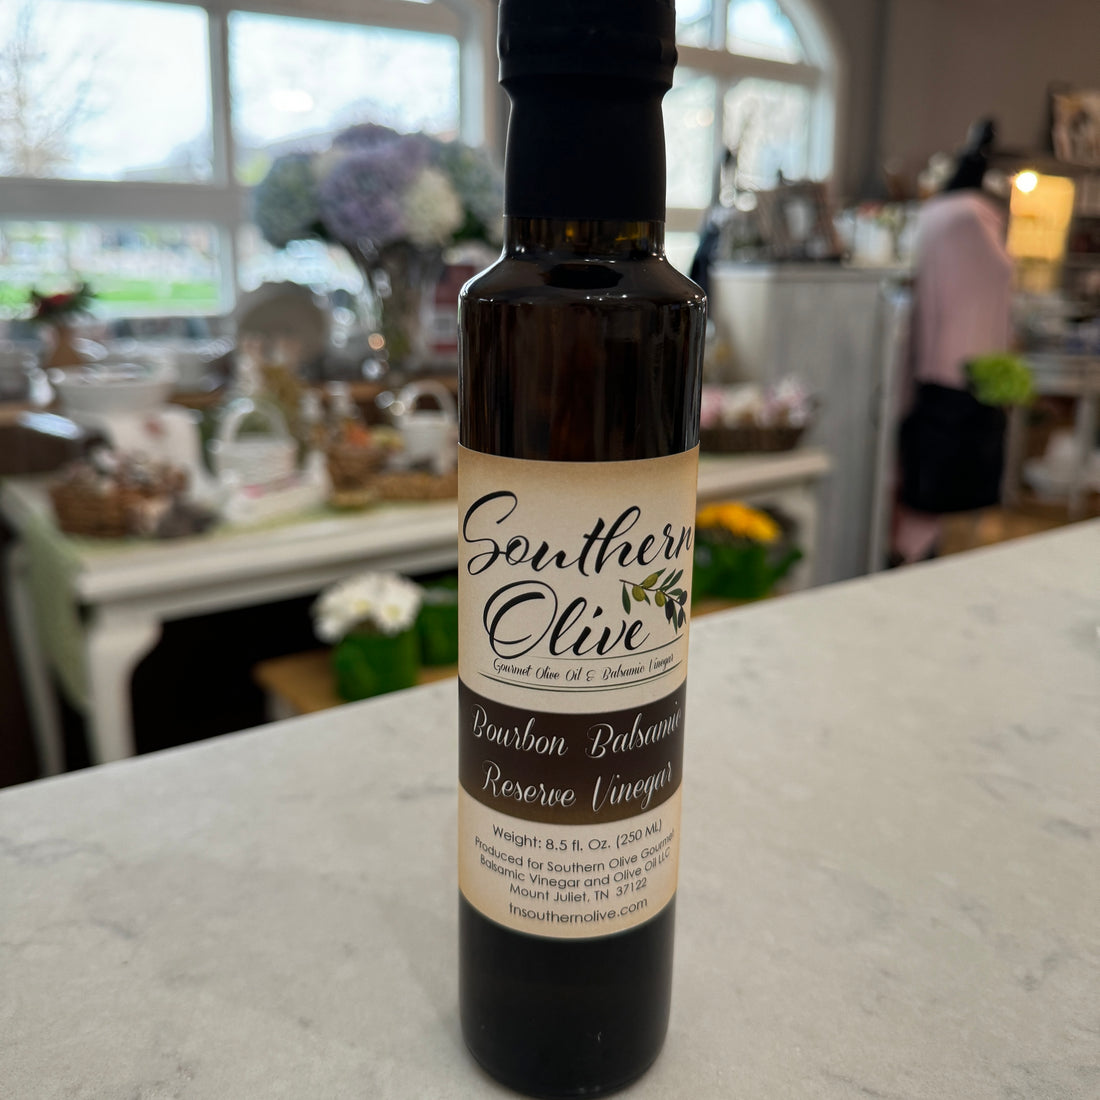 Southern
Olive
Gourmet Olive Oil & Balsamic Vinegar
Bourbon Balsamic
Reserve Vinegar
Weight: 8.5 fl. Oz. (250 ML)
Produced for Southern Olive Gourmet
Balsamic Vinegar and Olive Oil LLC
Mount Juliet, TN 37122
tnsouthernolive.com